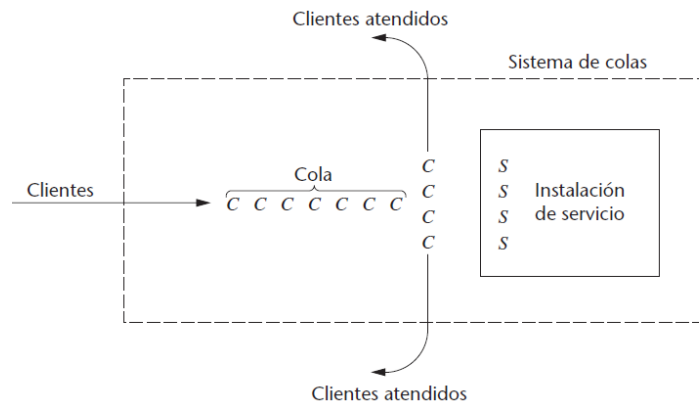 Clientes atendidos
Sistema de colas
Cola
Clientes
C C C C C C C
C
C
C
C
S
S
S
S
Instalación
de servicio
Clientes atendidos